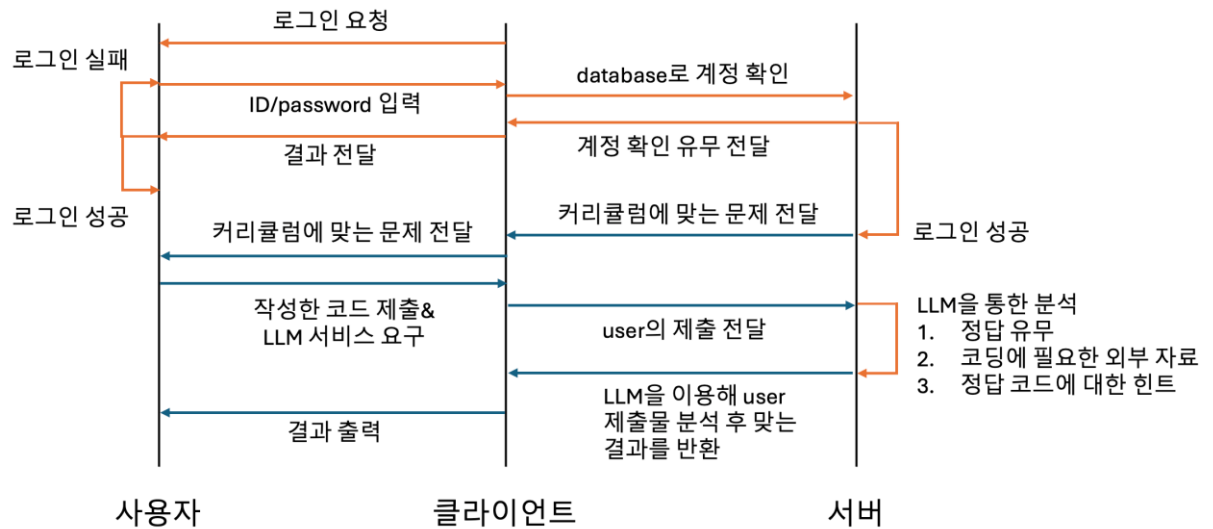 로그인 요청
로그인 실패
database로 계정 확인
ID/password 입력
계정 확인 유무 전달
결과 전달
로그인 성공
커리큘럼에 맞는 문제 전달
커리큘럼에 맞는 문제 전달
로그인 성공
작성한 코드 제출&
LLM 서비스 요구
user의 제출 전달
LLM을 통한 분석
1. 정답 유무
2. 코딩에 필요한 외부 자료
3. 정답 코드에 대한 힌트
LLM을 이용해 user
제출물 분석 후 맞는
결과를 반환
결과 출력
사용자
클라이언트
서버